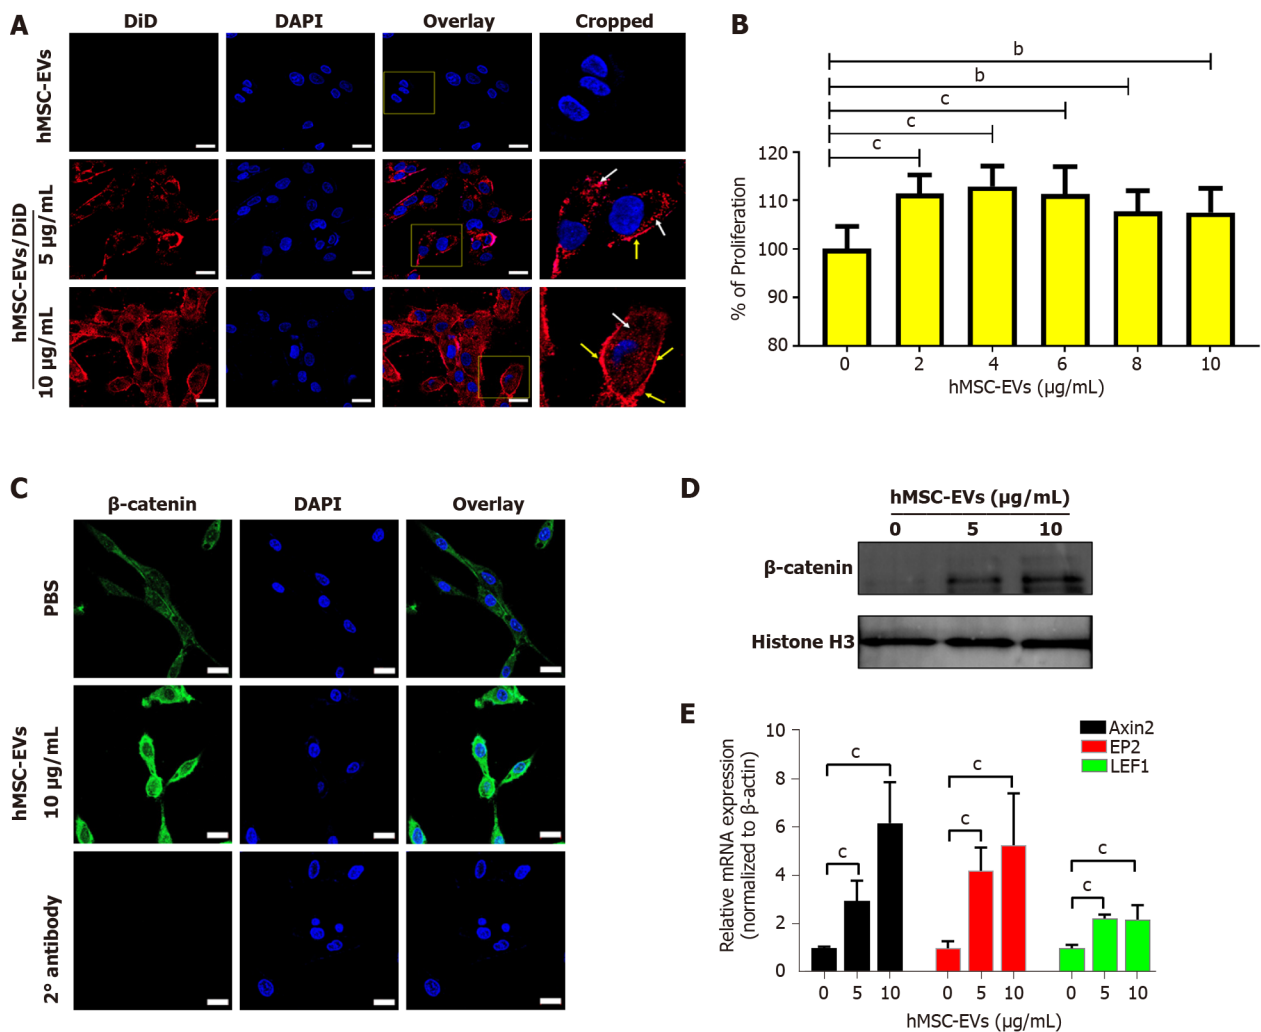 A
DiD DAPI Overlay Cropped
hMSC-EVs
hMSC-EVs/DiD
5 µg/mL
10 µg/mL
B
b
b
c
c
c
% of Proliferation
120
110
100
90
80
0 2 4 6 8 10
hMSC-EVs (µg/mL)
C
β-catenin DAPI Overlay
PBS
hMSC-EVs
10 µg/mL
2° antibody
D
hMSC-EVs (µg/mL)
0 5 10
β-catenin
Histone H3
E
Axin2
EP2
LEF1
Relative mRNA expression
(normalized to β-actin)
10
8
6
4
2
0
c
c
c
c
c
c
0 5 10 0 5 10 0 5 10
hMSC-EVs (µg/mL)